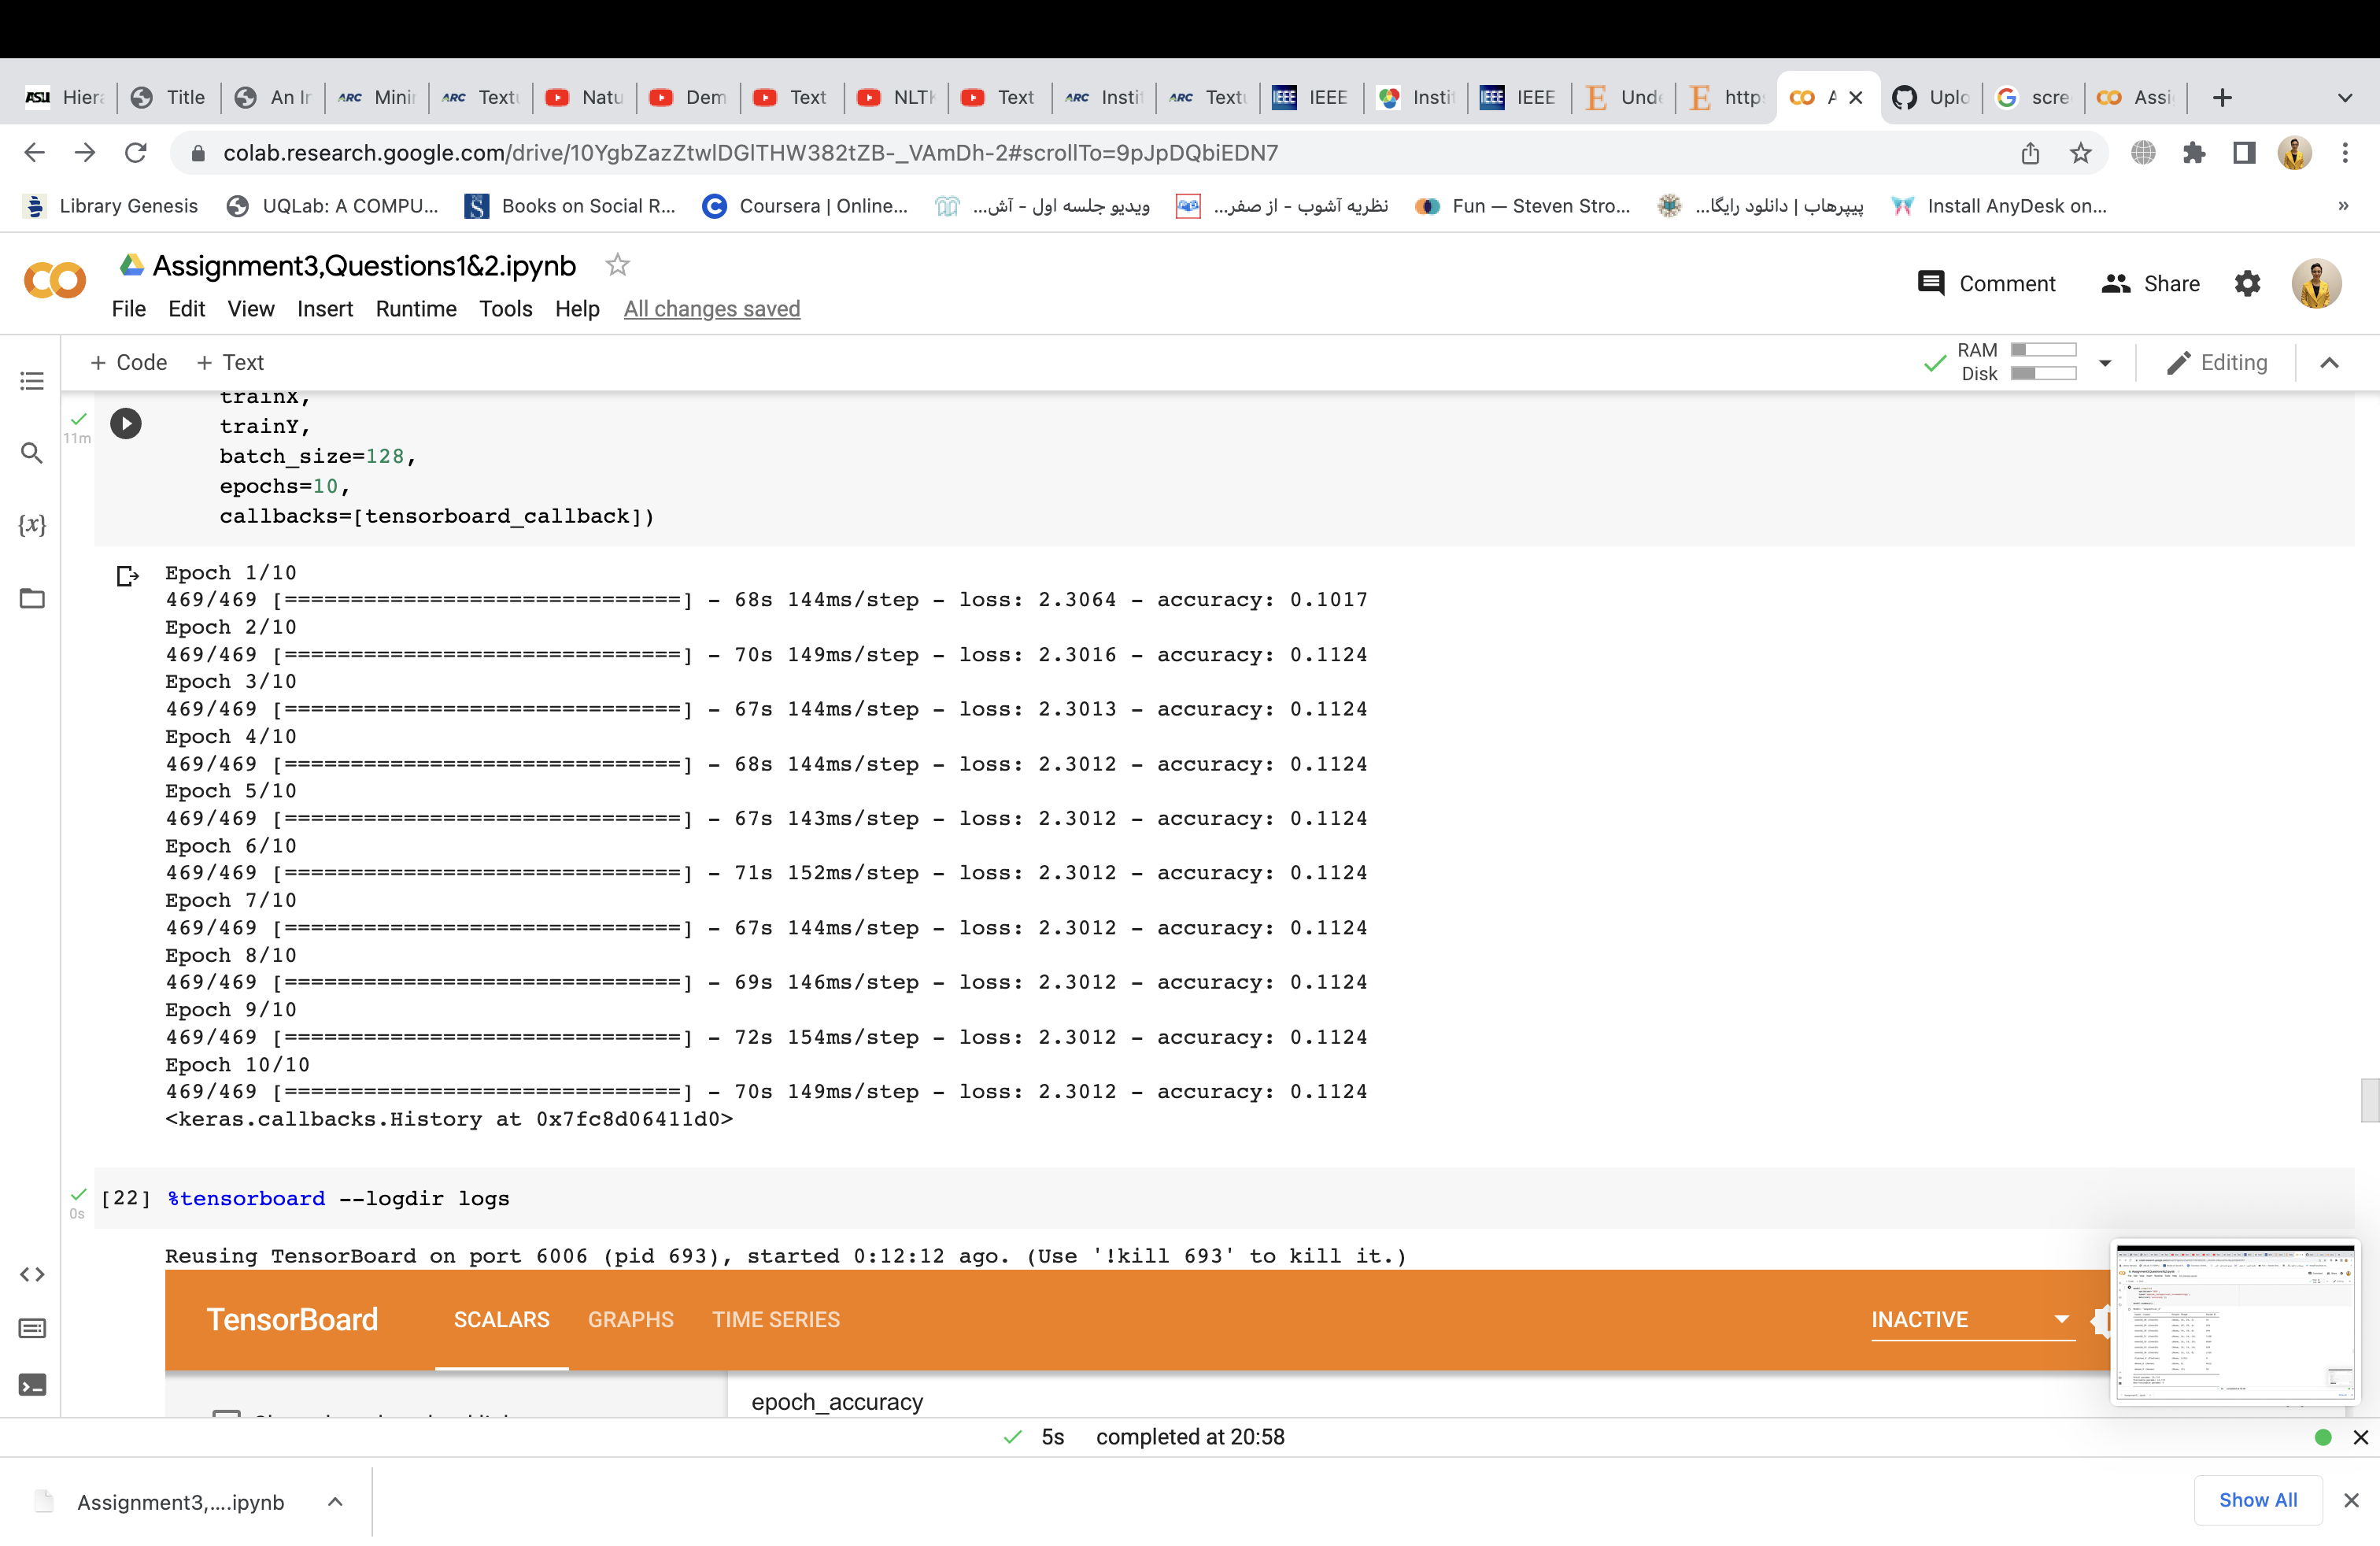 ASU Hiera Title An Ir ARC Minir ARC Textu Natu Dem Text NLTK Text ARC Instit ARC Textu IEEE IEEE Instit IEEE IEEE E Unde E https A Uplo scre Assi
colab.research.google.com/drive/10YgbZazZtwlDGlTHW382tZB-_VAmDh-2#scrollTo=9pJpDQbiEDN7
Library Genesis UQLab: A COMPU... Books on Social R... Coursera | Online... ویدیو جلسه اول - آش... نظریه آشوب - از صفر... Fun — Steven Stro... پیپرهاب | دانلود رایگا... Install AnyDesk on... »
Assignment3,Questions1&2.ipynb
Comment Share
File Edit View Insert Runtime Tools Help All changes saved
+ Code + Text RAM Disk Editing
trainX,
11m trainY,
batch_size=128,
epochs=10,
callbacks=[tensorboard_callback])
Epoch 1/10
469/469 [==============================] - 68s 144ms/step - loss: 2.3064 - accuracy: 0.1017
Epoch 2/10
469/469 [==============================] - 70s 149ms/step - loss: 2.3016 - accuracy: 0.1124
Epoch 3/10
469/469 [==============================] - 67s 144ms/step - loss: 2.3013 - accuracy: 0.1124
Epoch 4/10
469/469 [==============================] - 68s 144ms/step - loss: 2.3012 - accuracy: 0.1124
Epoch 5/10
469/469 [==============================] - 67s 143ms/step - loss: 2.3012 - accuracy: 0.1124
Epoch 6/10
469/469 [==============================] - 71s 152ms/step - loss: 2.3012 - accuracy: 0.1124
Epoch 7/10
469/469 [==============================] - 67s 144ms/step - loss: 2.3012 - accuracy: 0.1124
Epoch 8/10
469/469 [==============================] - 69s 146ms/step - loss: 2.3012 - accuracy: 0.1124
Epoch 9/10
469/469 [==============================] - 72s 154ms/step - loss: 2.3012 - accuracy: 0.1124
Epoch 10/10
469/469 [==============================] - 70s 149ms/step - loss: 2.3012 - accuracy: 0.1124
<keras.callbacks.History at 0x7fc8d06411d0>
[22] %tensorboard --logdir logs
0s
Reusing TensorBoard on port 6006 (pid 693), started 0:12:12 ago. (Use '!kill 693' to kill it.)
TensorBoard SCALARS GRAPHS TIME SERIES INACTIVE
epoch_accuracy
5s completed at 20:58
Assignment3,....ipynb Show All